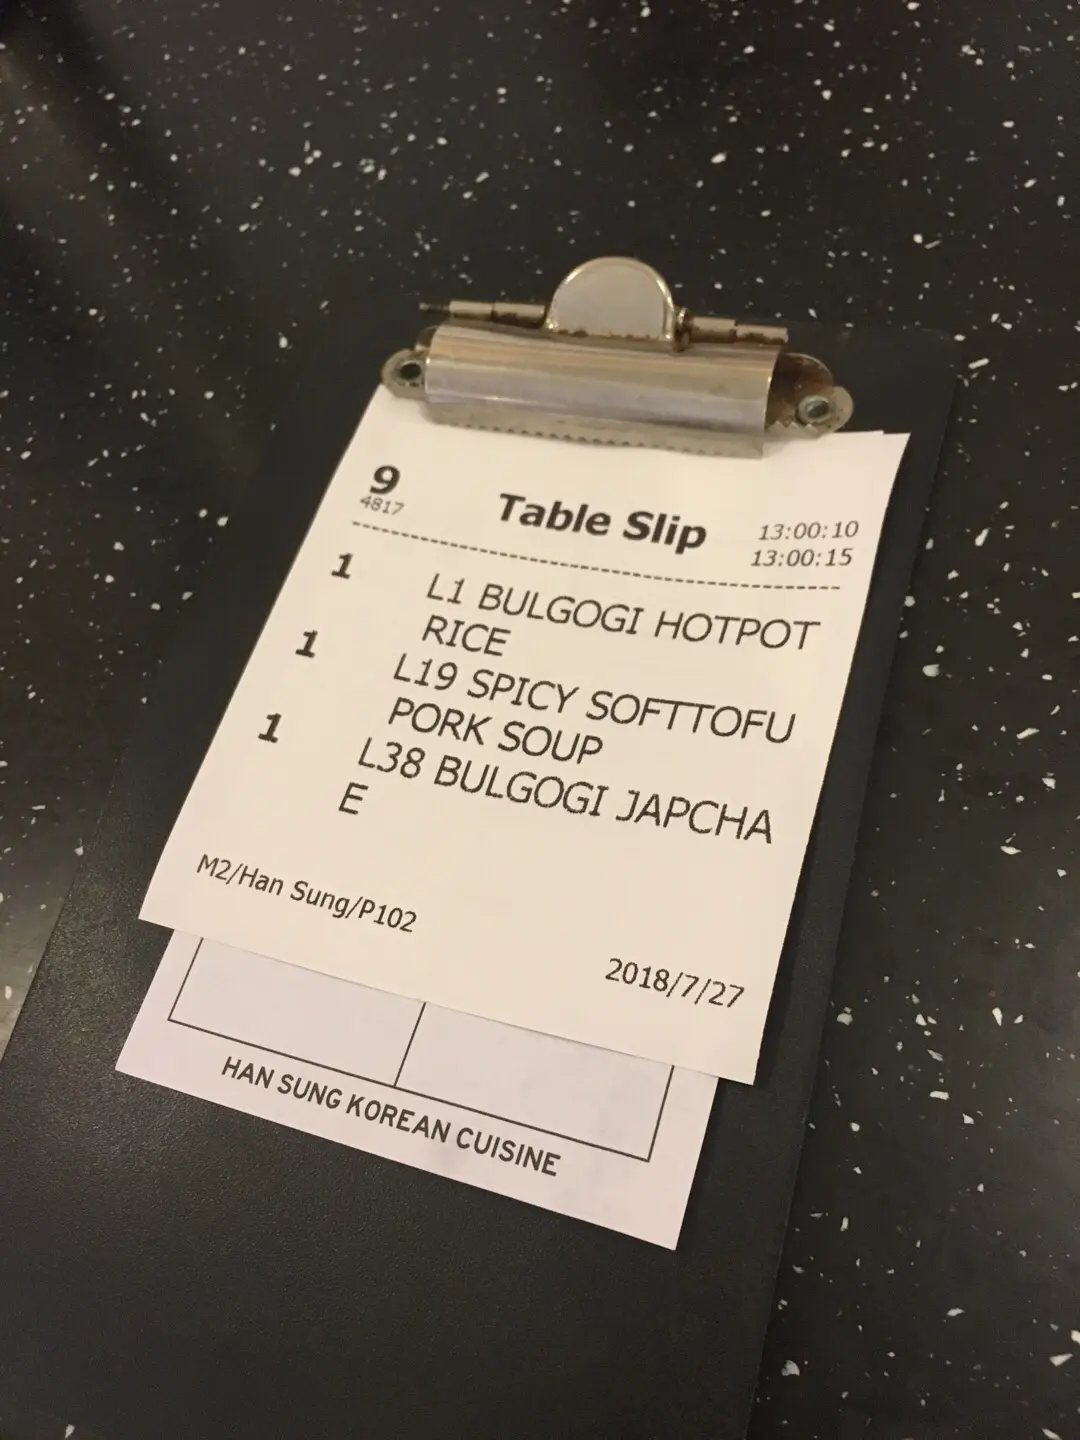 9 Table Slip 13:00:10
4817 13:00:15
1 L1 BULGOGI HOTPOT
RICE
1 L19 SPICY SOFTTOFU
PORK SOUP
1 L38 BULGOGI JAPCHA
E
M2/Han Sung/P102
2018/7/27
HAN SUNG KOREAN CUISINE